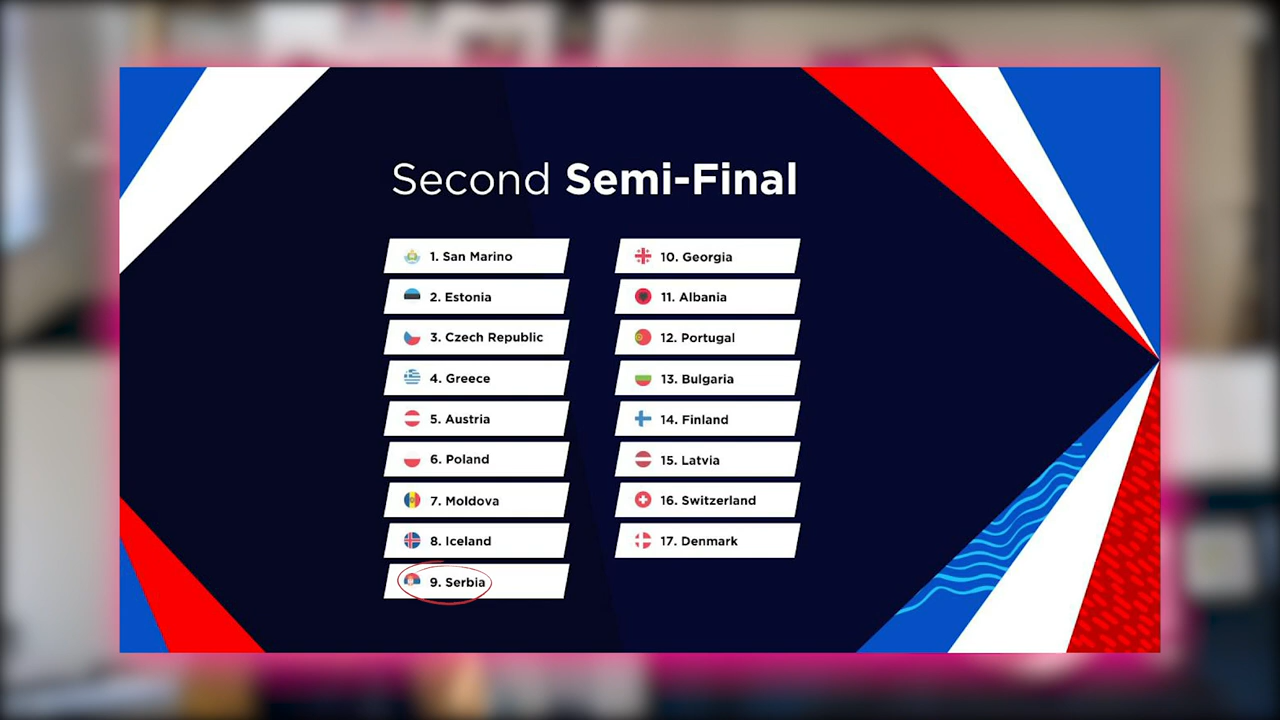 Second Semi-Final
1. San Marino
2. Estonia
3. Czech Republic
4. Greece
5. Austria
6. Poland
7. Moldova
8. Iceland
9. Serbia
10. Georgia
11. Albania
12. Portugal
13. Bulgaria
14. Finland
15. Latvia
16. Switzerland
17. Denmark